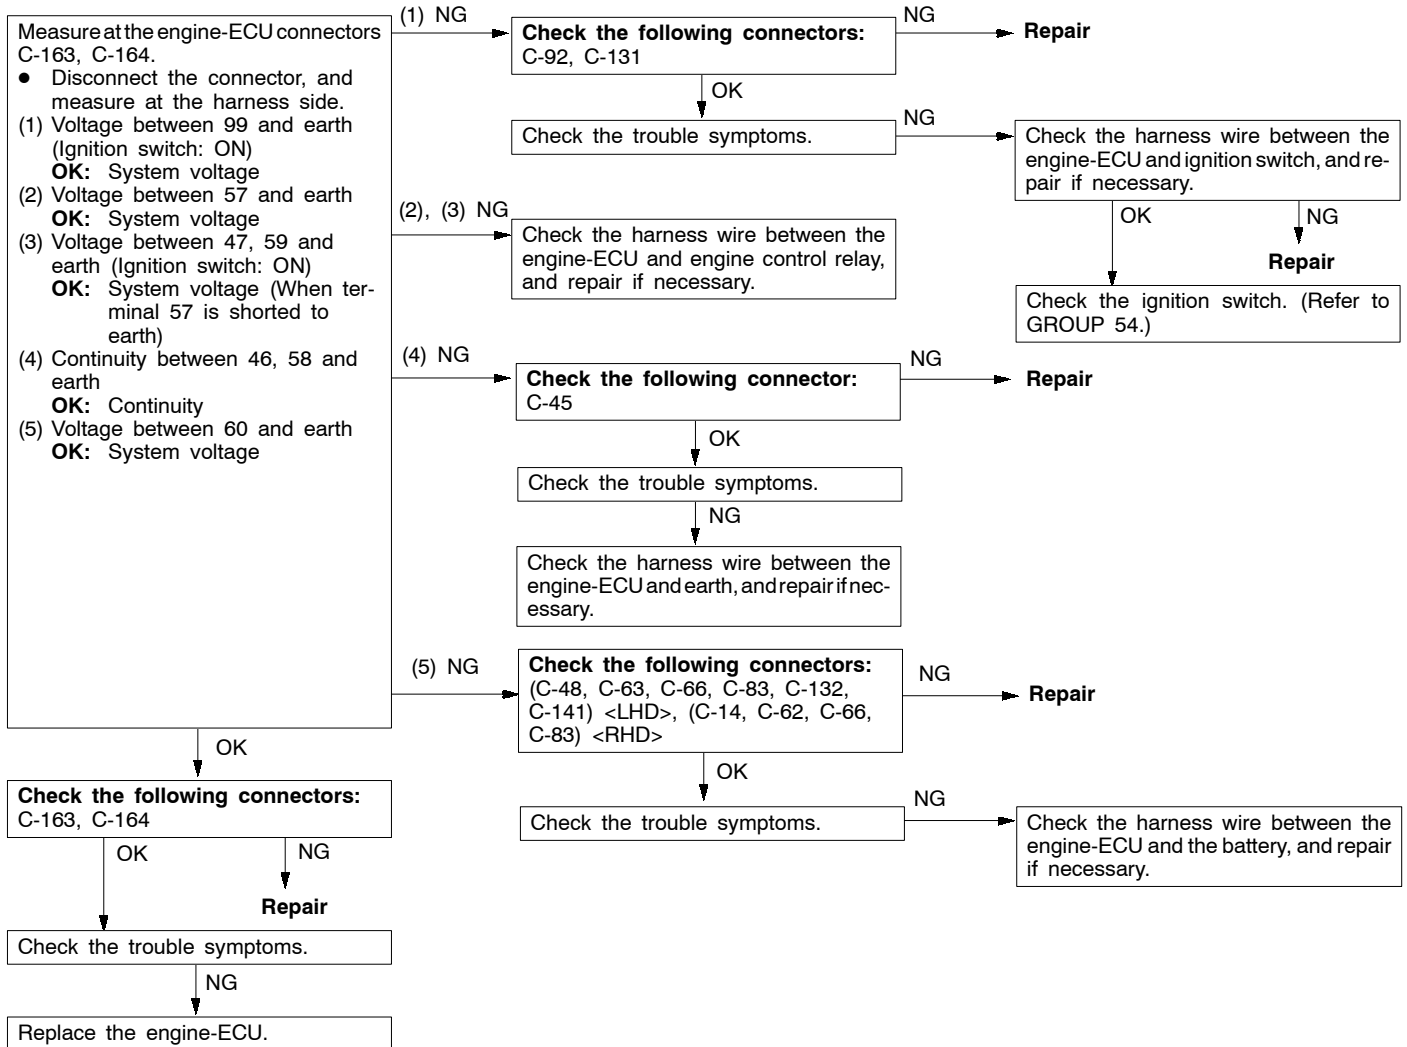 Measure at the engine-ECU connectors
C-163, C-164.
● Disconnect the connector, and
measure at the harness side.
(1) Voltage between 99 and earth
(Ignition switch: ON)
OK: System voltage
(2) Voltage between 57 and earth
OK: System voltage
(3) Voltage between 47, 59 and
earth (Ignition switch: ON)
OK: System voltage (When ter-
minal 57 is shorted to
earth)
(4) Continuity between 46, 58 and
earth
OK: Continuity
(5) Voltage between 60 and earth
OK: System voltage
(1) NG
Check the following connectors:
C-92, C-131
NG
Repair
OK
Check the trouble symptoms.
NG
Check the harness wire between the
engine-ECU and ignition switch, and re-
pair if necessary.
OK
NG
Repair
Check the ignition switch. (Refer to
GROUP 54.)
(2), (3) NG
Check the harness wire between the
engine-ECU and engine control relay,
and repair if necessary.
(4) NG
Check the following connector:
C-45
NG
Repair
OK
Check the trouble symptoms.
NG
Check the harness wire between the
engine-ECU and earth, and repair if nec-
essary.
(5) NG
Check the following connectors:
(C-48, C-63, C-66, C-83, C-132,
C-141) <LHD>, (C-14, C-62, C-66,
C-83) <RHD>
NG
Repair
OK
Check the trouble symptoms.
NG
Check the harness wire between the
engine-ECU and the battery, and repair
if necessary.
OK
Check the following connectors:
C-163, C-164
OK
NG
Repair
Check the trouble symptoms.
NG
Replace the engine-ECU.